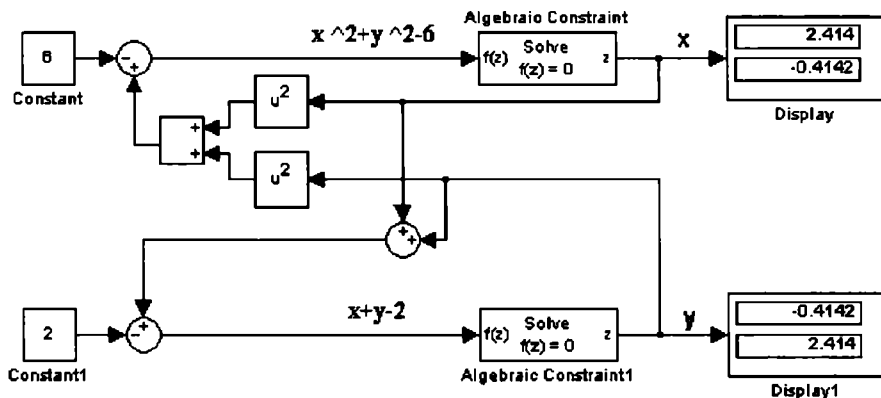 Algebraic Constraint
x ^2+y ^2-6
6
-
+
f(z)
Solve
f(z) = 0
z
x
2.414
-0.4142
Constant
Display
u2
+
+
u2
+
+
x+y-2
2
-
+
f(z)
Solve
f(z) = 0
z
y
-0.4142
2.414
Constant1
Algebraic Constraint1
Display1